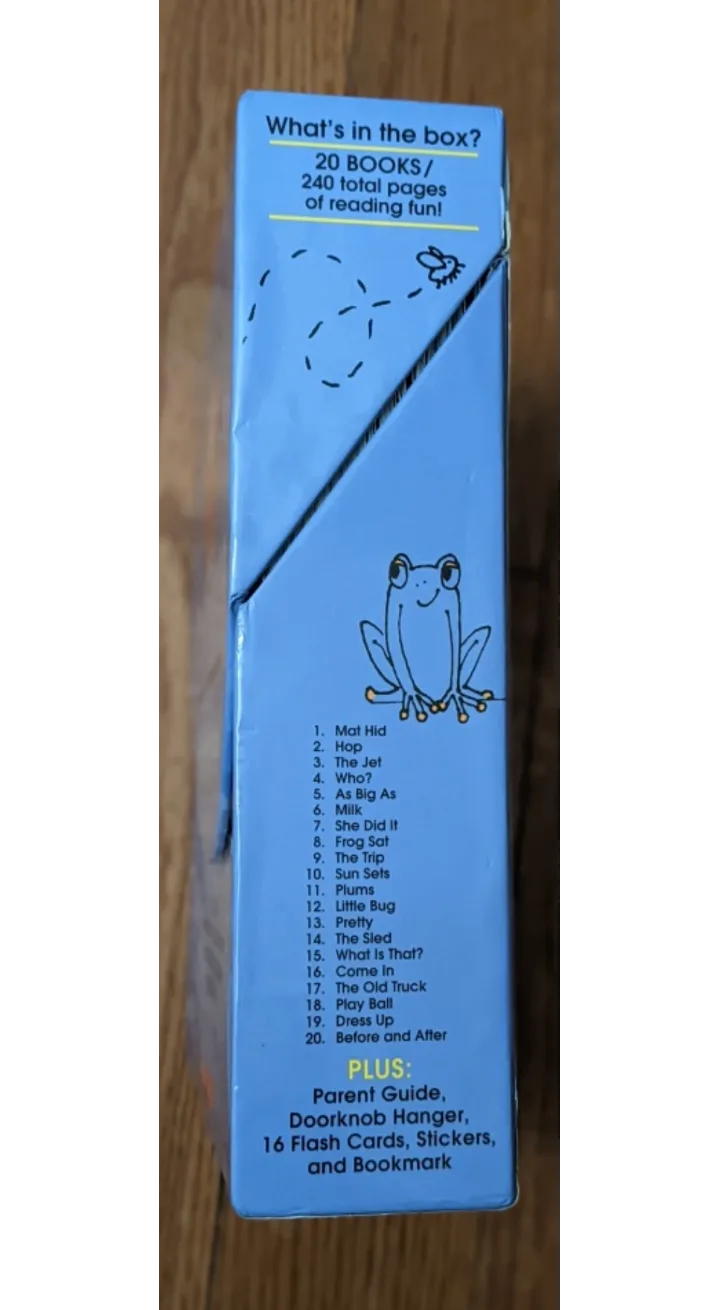 What's in the box?
20 BOOKS/
240 total pages
of reading fun!
1. Mat Hid
2. Hop
3. The Jet
4. Who?
5. As Big As
6. Milk
7. She Did It
8. Frog Sat
9. The Trip
10. Sun Sets
11. Plums
12. Little Bug
13. Pretty
14. The Sled
15. What Is That?
16. Come In
17. The Old Truck
18. Play Ball
19. Dress Up
20. Before and After
PLUS:
Parent Guide,
Doorknob Hanger,
16 Flash Cards, Stickers,
and Bookmark